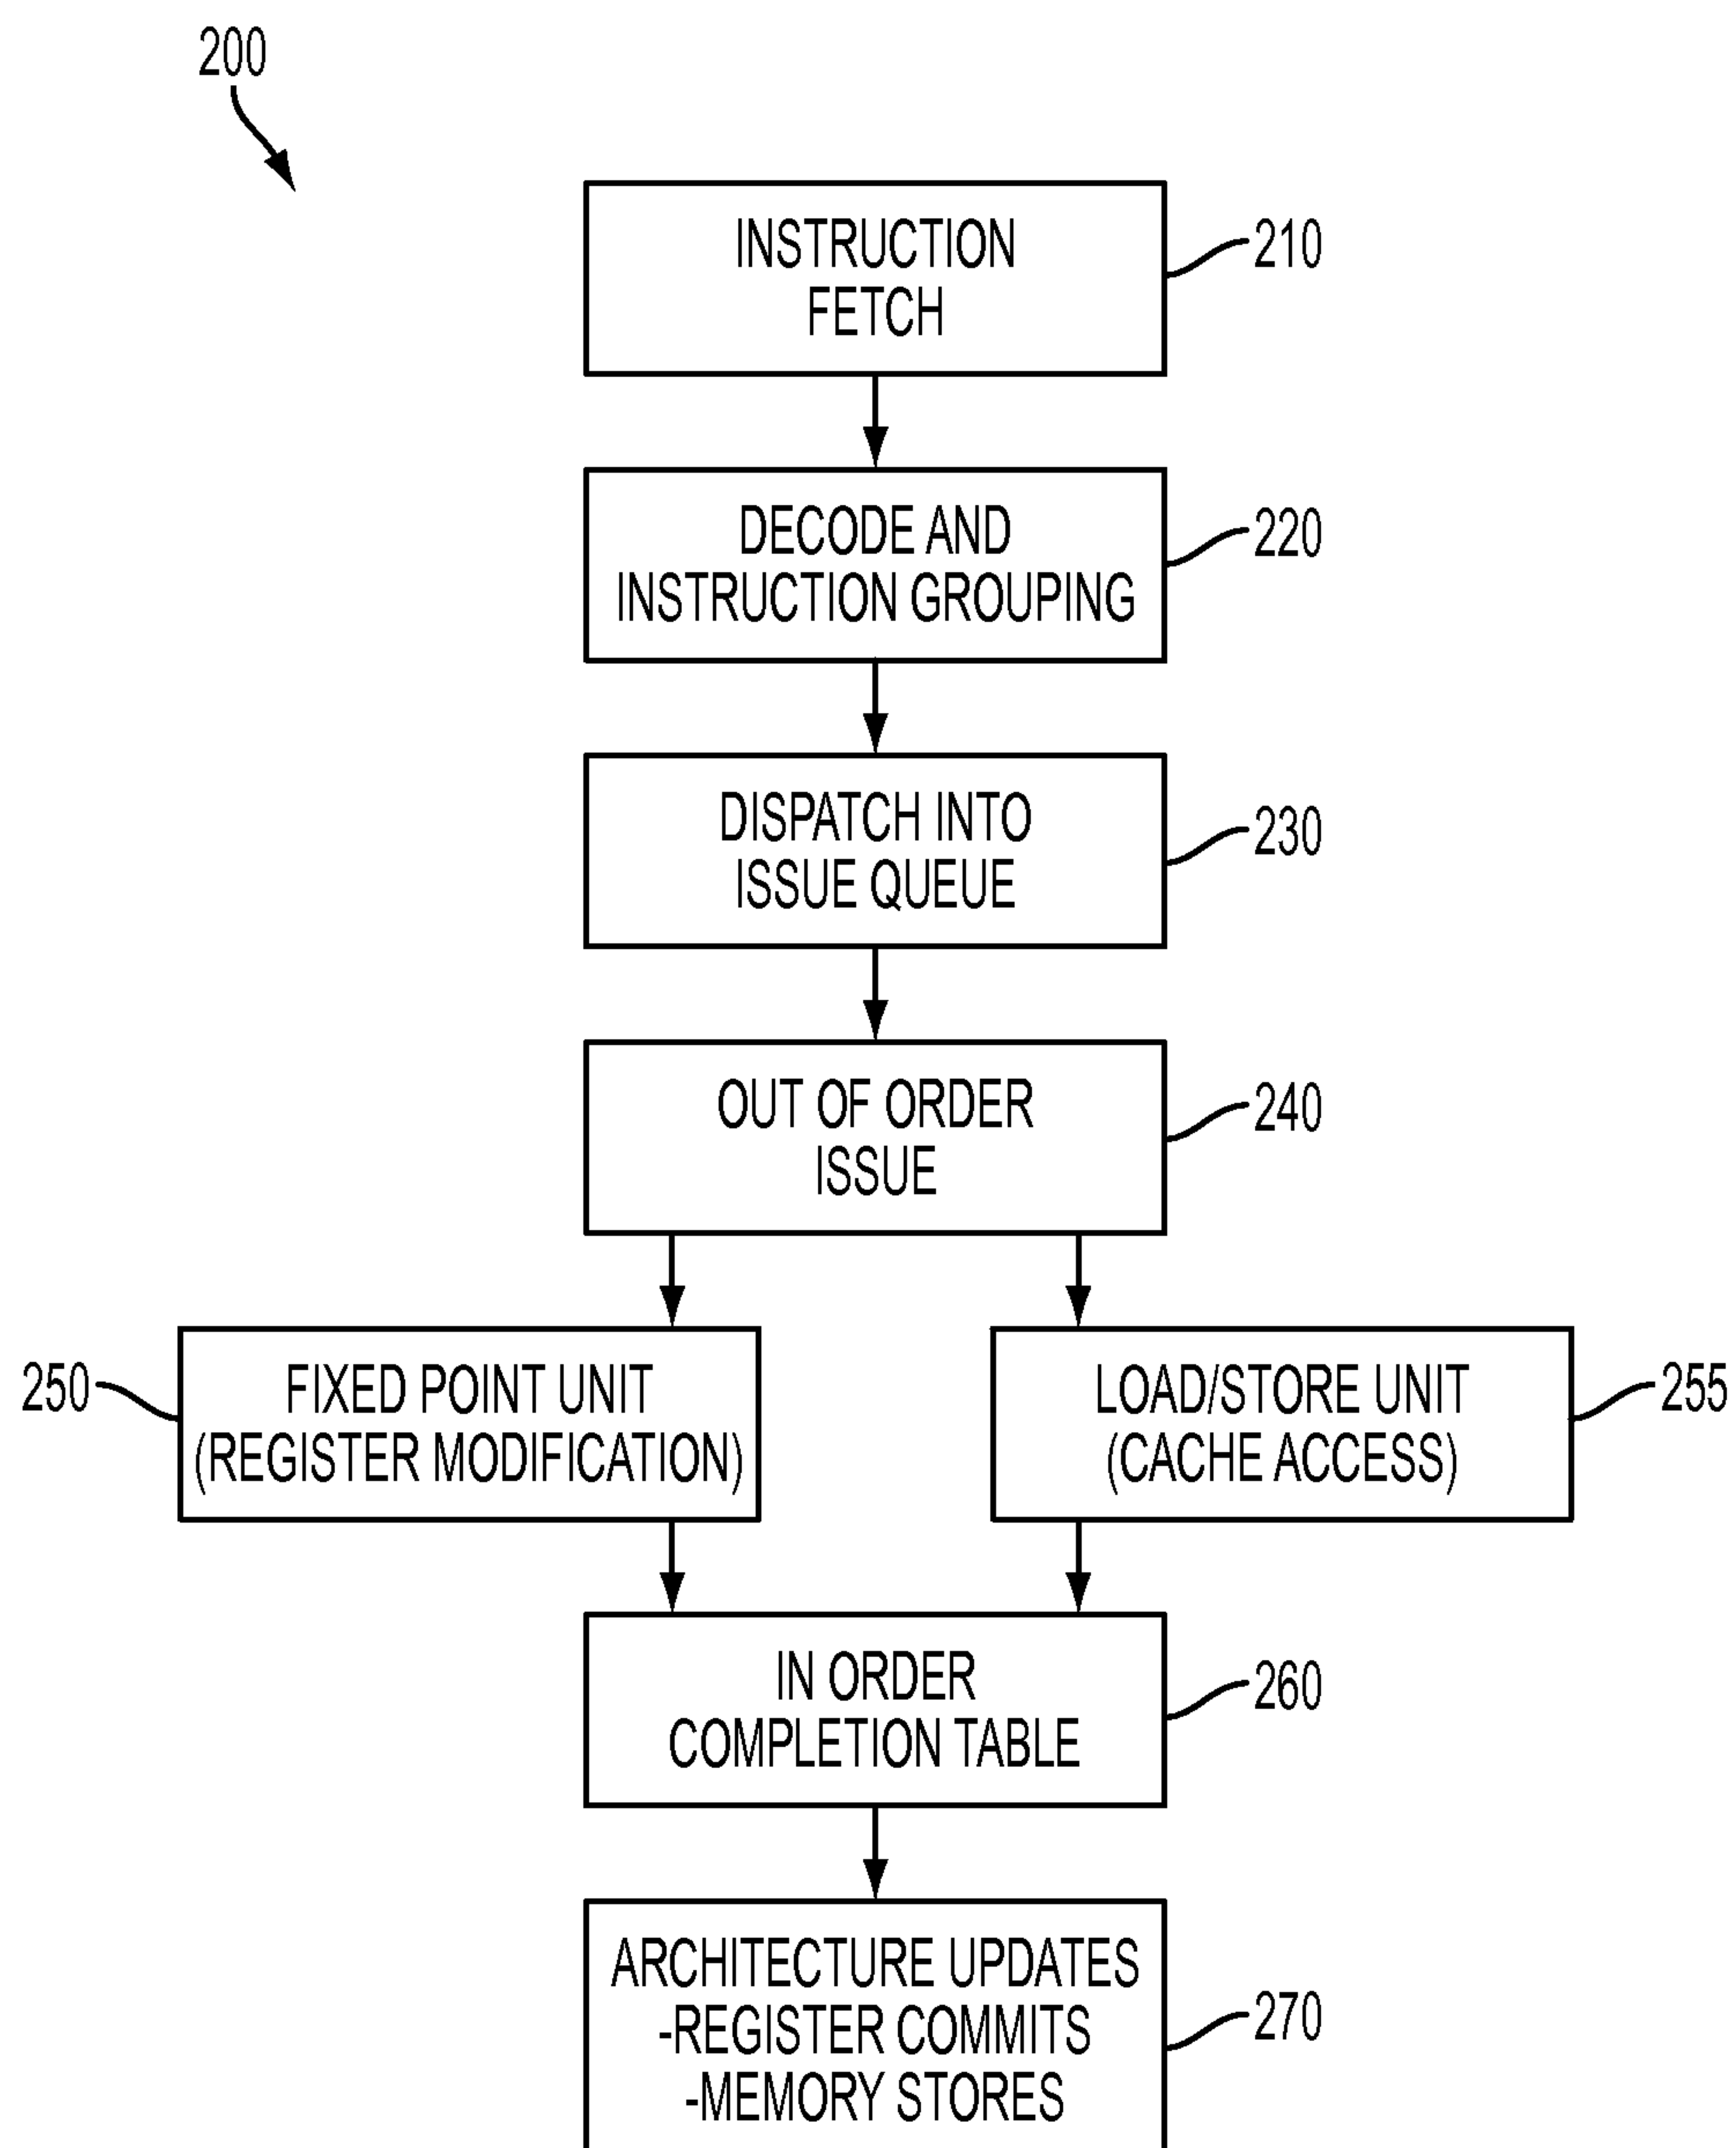 200
INSTRUCTION
FETCH
210
DECODE AND
INSTRUCTION GROUPING
220
DISPATCH INTO
ISSUE QUEUE
230
OUT OF ORDER
ISSUE
240
250
FIXED POINT UNIT
(REGISTER MODIFICATION)
LOAD/STORE UNIT
(CACHE ACCESS)
255
IN ORDER
COMPLETION TABLE
260
ARCHITECTURE UPDATES
-REGISTER COMMITS
-MEMORY STORES
270